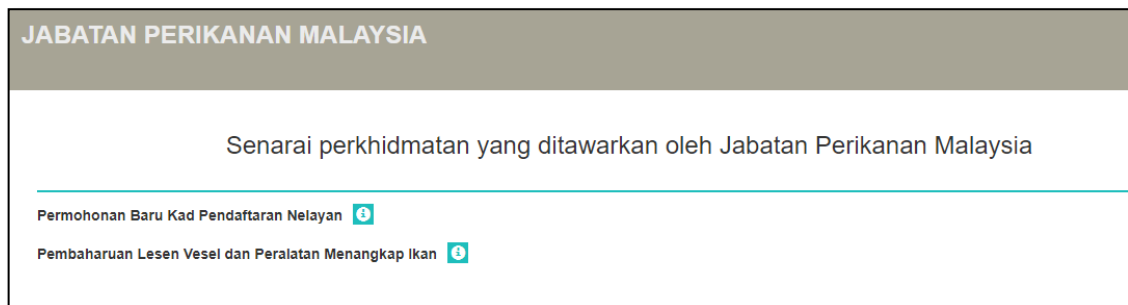 JABATAN PERIKANAN MALAYSIA
Senarai perkhidmatan yang ditawarkan oleh Jabatan Perikanan Malaysia
Permohonan Baru Kad Pendaftaran Nelayan
Pembaharuan Lesen Vesel dan Peralatan Menangkap Ikan